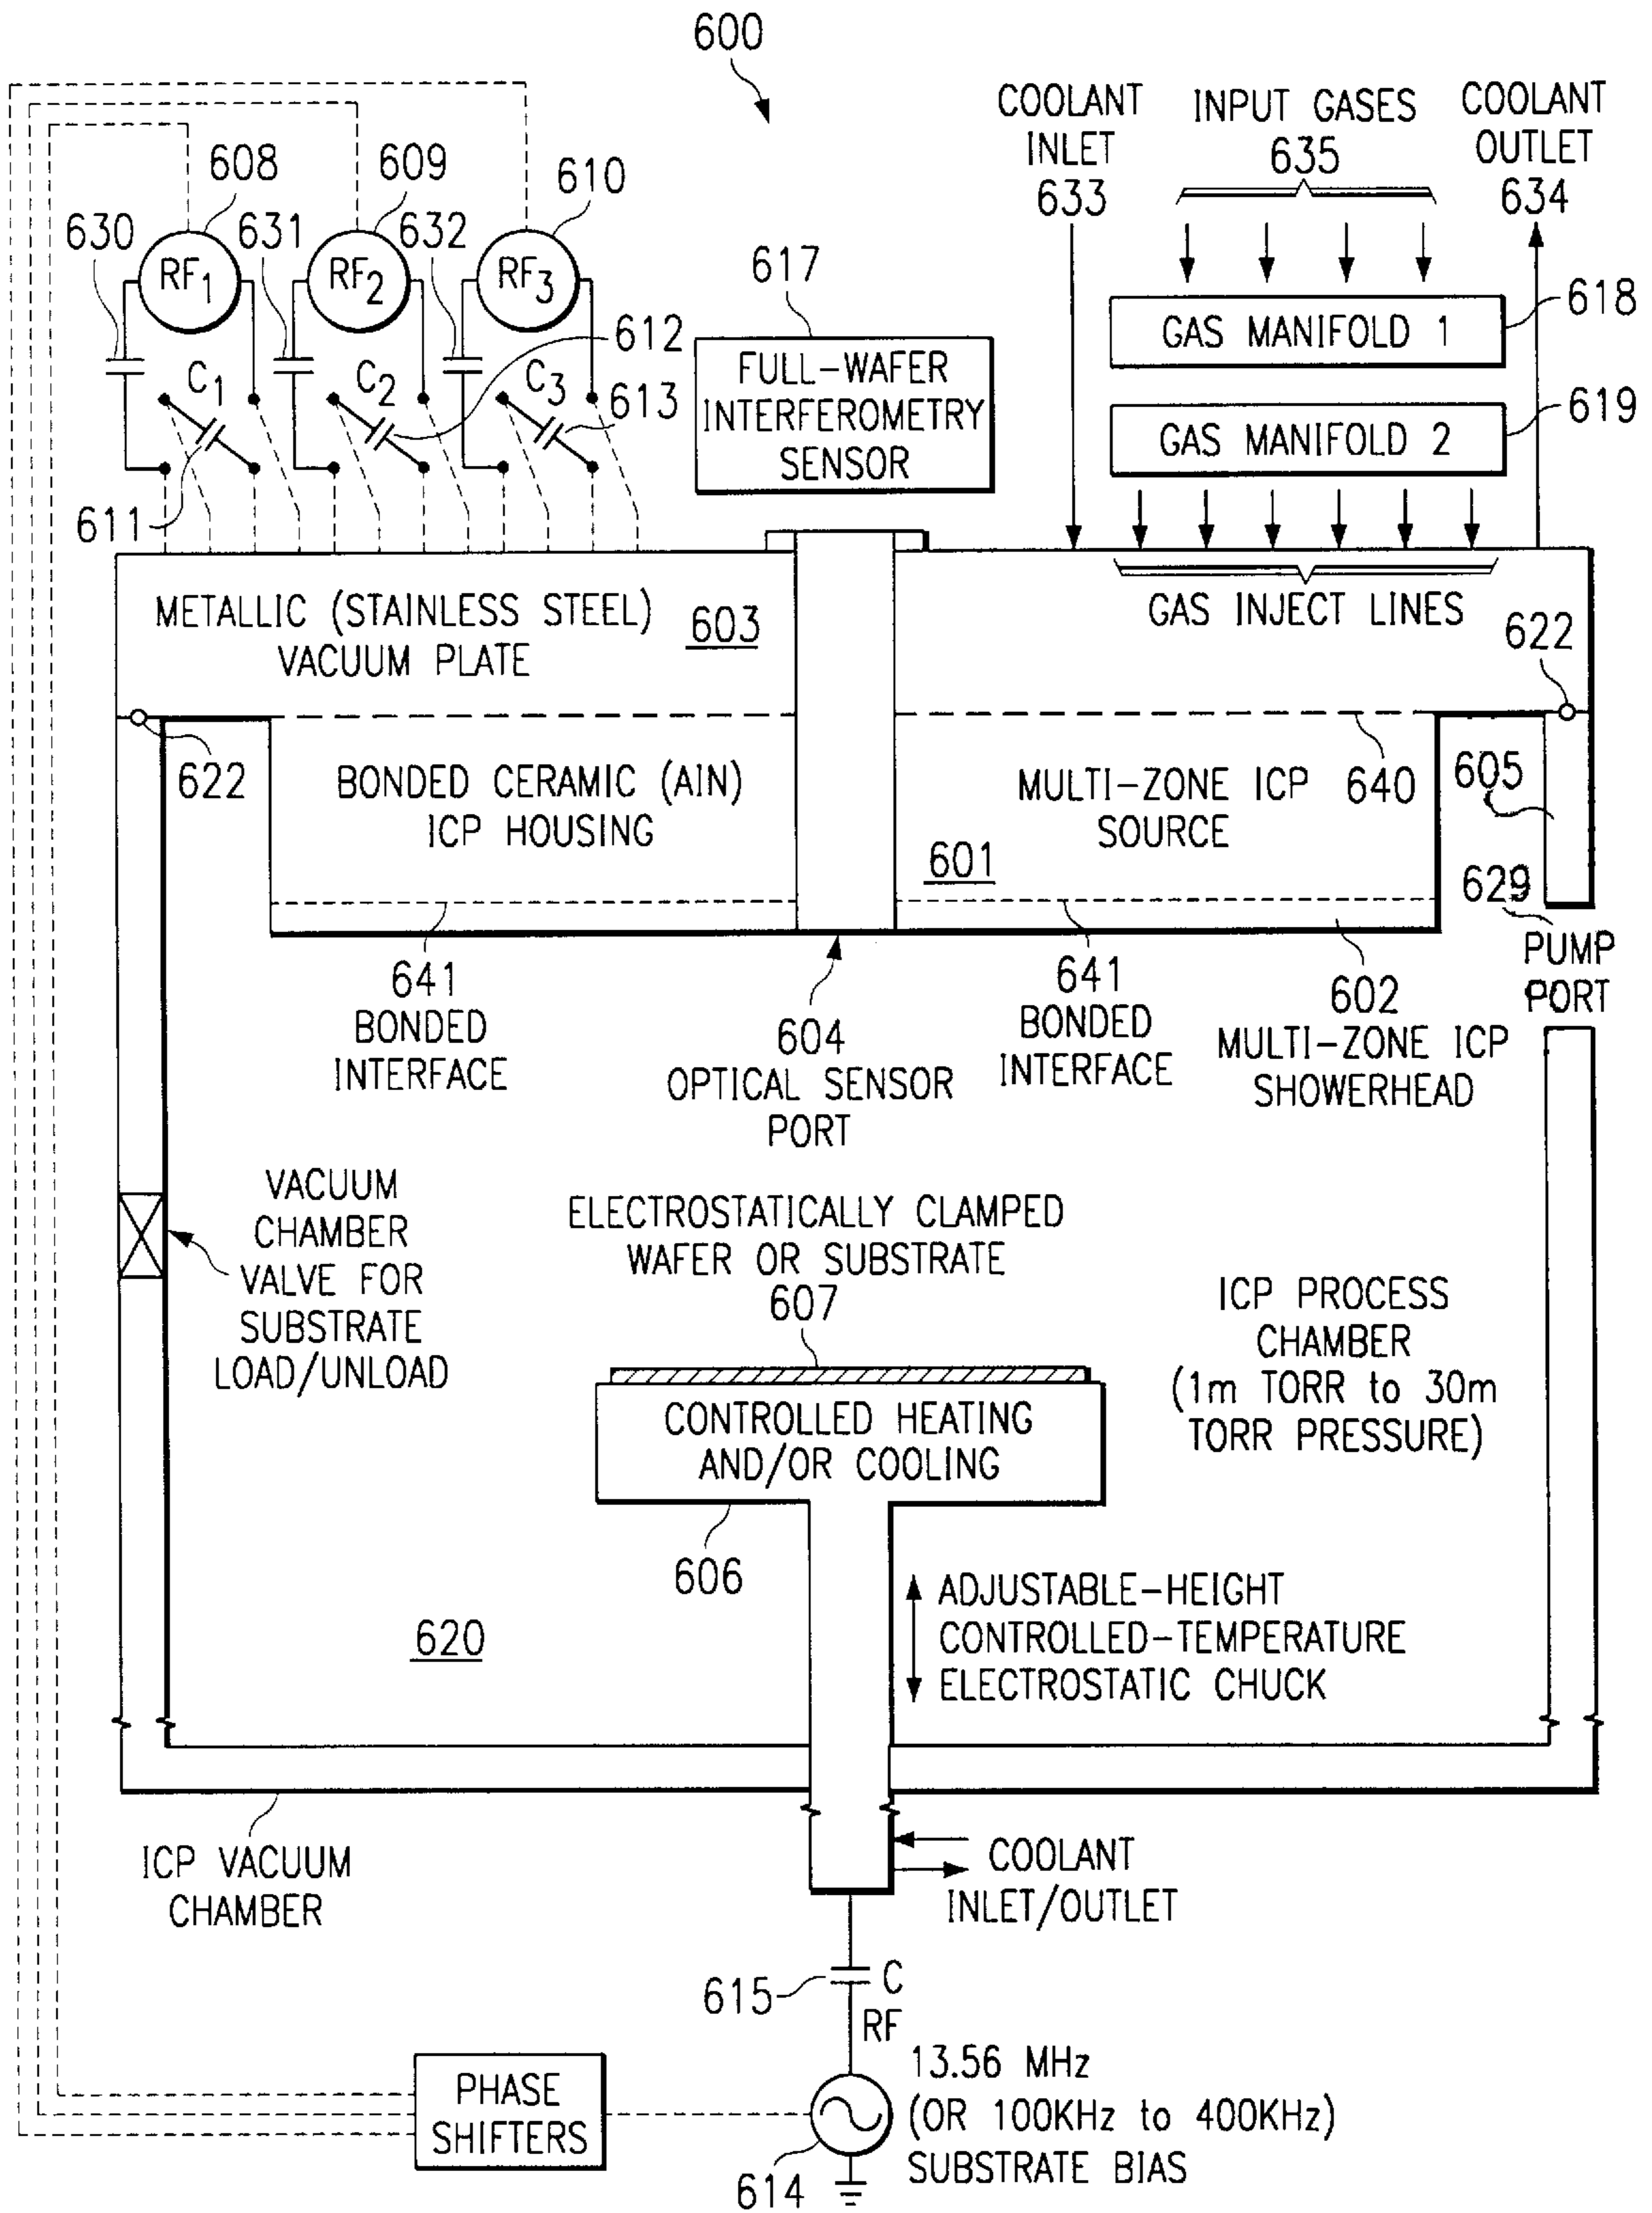 600
COOLANT
INLET
633
INPUT GASES
635
COOLANT
OUTLET
634
608
609
610
630
631
632
RF1
RF2
RF3
617
618
612
C1
C2
C3
613
611
FULL-WAFER
INTERFEROMETRY
SENSOR
GAS MANIFOLD 1
619
GAS MANIFOLD 2
METALLIC (STAINLESS STEEL)
VACUUM PLATE
603
GAS INJECT LINES
622
622
BONDED CERAMIC (AIN)
ICP HOUSING
MULTI-ZONE ICP
SOURCE
640
605
601
629
PUMP
PORT
641
BONDED
INTERFACE
604
OPTICAL SENSOR
PORT
641
BONDED
INTERFACE
602
MULTI-ZONE ICP
SHOWERHEAD
VACUUM
CHAMBER
VALVE FOR
SUBSTRATE
LOAD/UNLOAD
ELECTROSTATICALLY CLAMPED
WAFER OR SUBSTRATE
607
ICP PROCESS
CHAMBER
(1m TORR to 30m
TORR PRESSURE)
CONTROLLED HEATING
AND/OR COOLING
606
620
ADJUSTABLE-HEIGHT
CONTROLLED-TEMPERATURE
ELECTROSTATIC CHUCK
ICP VACUUM
CHAMBER
COOLANT
INLET/OUTLET
615
C
RF
PHASE
SHIFTERS
13.56 MHz
(OR 100KHz to 400KHz)
SUBSTRATE BIAS
614